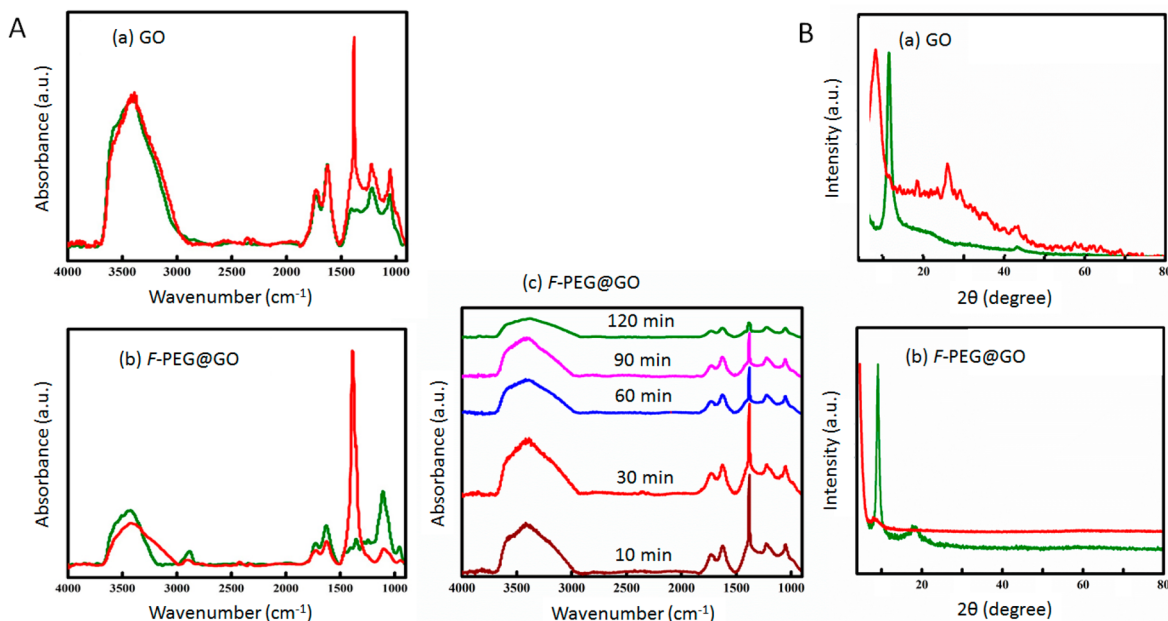 A
(a) GO
Absorbance (a.u.)
4000 3500 3000 2500 2000 1500 1000
Wavenumber (cm⁻¹)
(b) F-PEG@GO
Absorbance (a.u.)
4000 3500 3000 2500 2000 1500 1000
Wavenumber (cm⁻¹)
(c) F-PEG@GO
120 min
90 min
60 min
30 min
10 min
Absorbance (a.u.)
4000 3500 3000 2500 2000 1500 1000
Wavenumber (cm⁻¹)
B
(a) GO
Intensity (a.u.)
20 40 60 80
2θ (degree)
(b) F-PEG@GO
Intensity (a.u.)
20 40 60 80
2θ (degree)